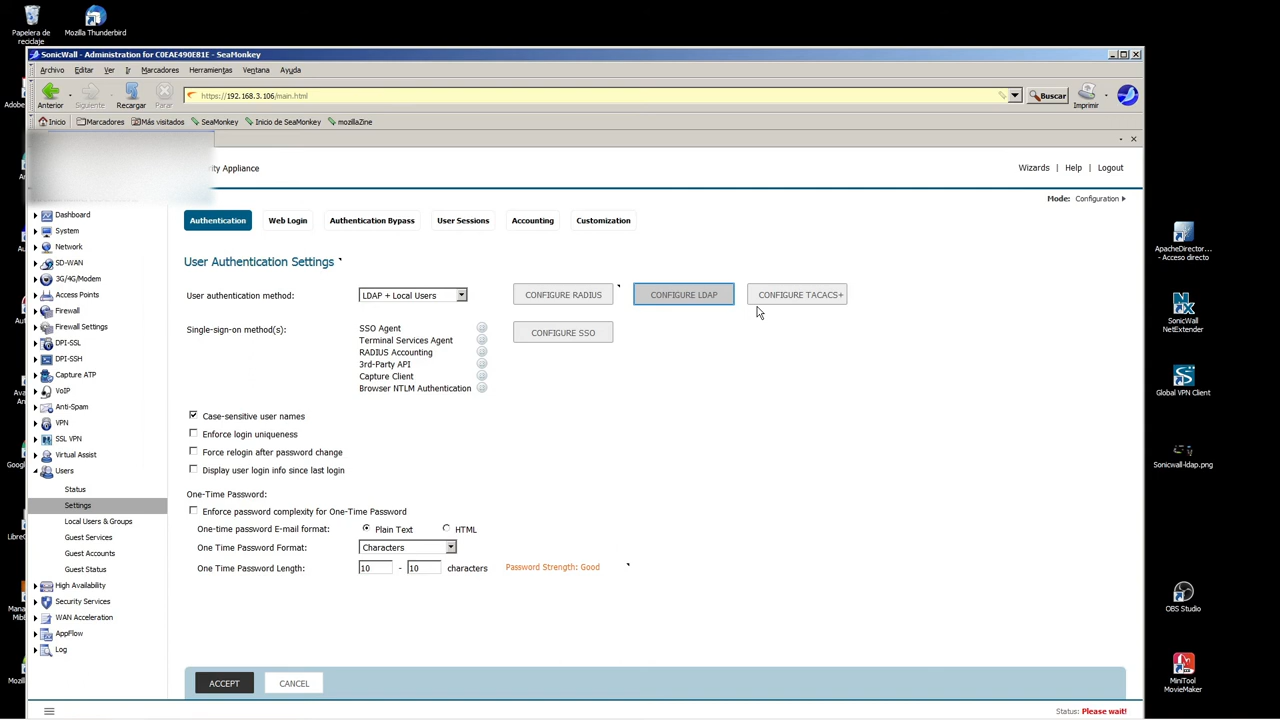 Papelera de
reciclaje
Mozilla Thunderbird
SonicWall - Administration for C0EAE490E81E - SeaMonkey
Archivo Editar Ver Ir Marcadores Herramientas Ventana Ayuda
Anterior Siguiente Recargar Parar
https://192.168.3.106/main.html
Buscar
Imprimir
Inicio Marcadores Más visitados SeaMonkey Inicio de SeaMonkey mozillaZine
Wizards | Help | Logout
Mode: Configuration
Appliance
Dashboard
System
Network
SD-WAN
3G/4G/Modem
Access Points
Firewall
Firewall Settings
DPI-SSL
DPI-SSH
Capture ATP
VoIP
Anti-Spam
VPN
SSL VPN
Virtual Assist
Users
Status
Settings
Local Users & Groups
Guest Services
Guest Accounts
Guest Status
High Availability
Security Services
WAN Acceleration
AppFlow
Log
Authentication Web Login Authentication Bypass User Sessions Accounting Customization
User Authentication Settings
User authentication method: LDAP + Local Users CONFIGURE RADIUS CONFIGURE LDAP CONFIGURE TACACS+
Single-sign-on method(s): SSO Agent CONFIGURE SSO
Terminal Services Agent
RADIUS Accounting
3rd-Party API
Capture Client
Browser NTLM Authentication
Case-sensitive user names
Enforce login uniqueness
Force relogin after password change
Display user login info since last login
One-Time Password:
Enforce password complexity for One-Time Password
One-time password E-mail format: Plain Text HTML
One Time Password Format: Characters
One Time Password Length: 10 - 10 characters Password Strength: Good
ACCEPT CANCEL
Status: Please wait!
ApacheDirector...
- Acceso directo
SonicWall
NetExtender
Global VPN Client
Sonicwall-ldap.png
OBS Studio
MiniTool
MovieMaker